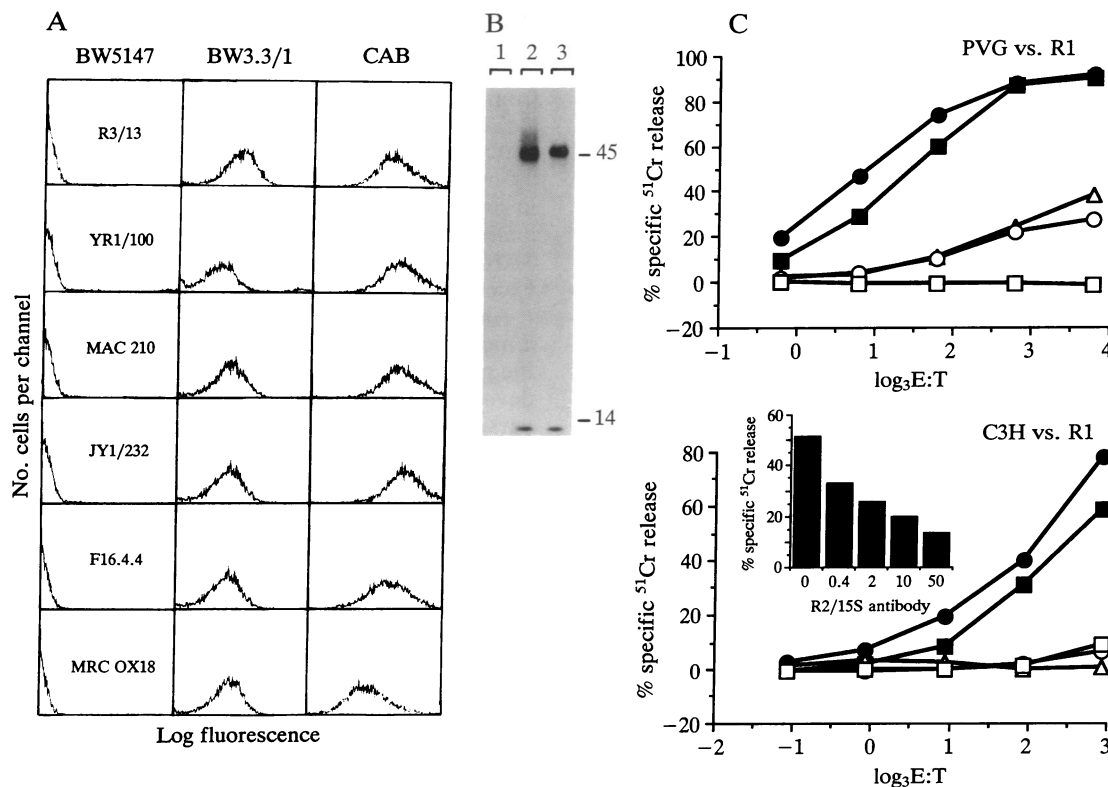 A
BW5147 BW3.3/1 CAB
R3/13
YR1/100
MAC 210
JY1/232
F16.4.4
MRC OX18
No. cells per channel
Log fluorescence
B
1 2 3
– 45
– 14
C
PVG vs. R1
100
80
60
40
20
0
−20
% specific ⁵¹Cr release
−1 0 1 2 3 4
log₃E:T
C3H vs. R1
80
60
40
20
0
−20
% specific ⁵¹Cr release
−2 −1 0 1 2 3
log₃E:T
60
40
20
0
% specific ⁵¹Cr release
0 0.4 2 10 50
R2/15S antibody